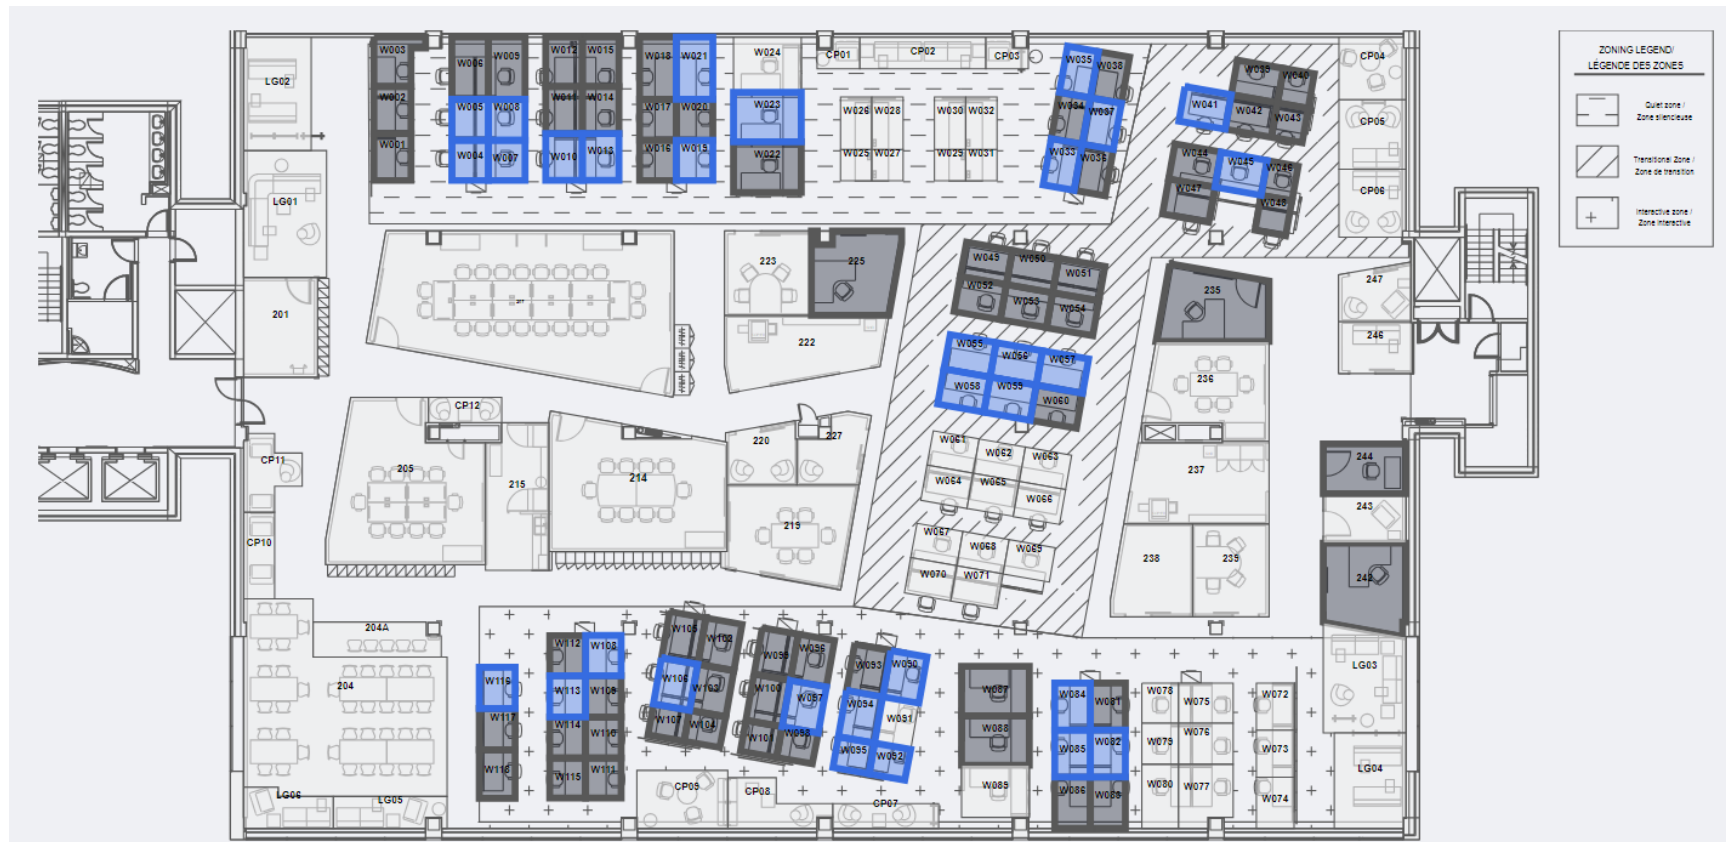 ZONING LEGEND/
LÉGENDE DES ZONES
Quiet zone /
Zone silencieuse
Transitional Zone /
Zone de transition
Interactive zone /
Zone interactive
W003 W009 W012 W015 W018 W021 W024 CP01 CP02 CP03 W035 W038 CP04
LG02 W006 W039 W040
W002 W005 W008 W011 W014 W017 W020 W023 W026 W028 W030 W032 W034 W037 W041 W042 W043 CP05
W001 W004 W007 W010 W013 W016 W019 W022 W025 W027 W031 W033 W036 W044 W045 W046
LG01 W047 W048 CP06
223 225 W049 W050 W051 247
201 W052 W053 W054 235
222 W055 W056 W057 246
W058 W059 W060 236
CP12
220 227 W061 W062 W063
CP11 205 215 214 W064 W065 W066 237 244
219 W067 W068 W069 243
CP10 W070 W071 238 239 242
204A W112 W108 W105 W102 W099 W096 W093 W090 LG03
204 W116 W113 W109 W106 W103 W100 W097 W094 W091 W087 W084 W081 W078 W075 W072
W117 W114 W110 W107 W104 W101 W098 W095 W092 W088 W085 W082 W079 W076 W073
W118 W115 W111 W089 W086 W083 W080 W077 W074 LG04
LG06 LG05 CP09 CP08 CP07